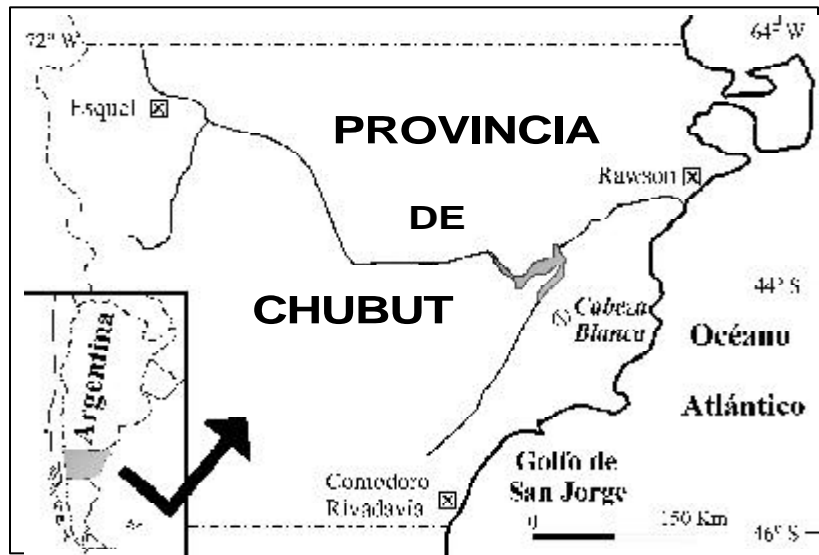 72° W
64° W
Esquel
PROVINCIA
Rawson
DE
44° S
CHUBUT
Cabeza
Blanca
Océano
Argentina
Atlántico
Golfo de
San Jorge
Comodoro
Rivadavia
0
150 Km
46° S